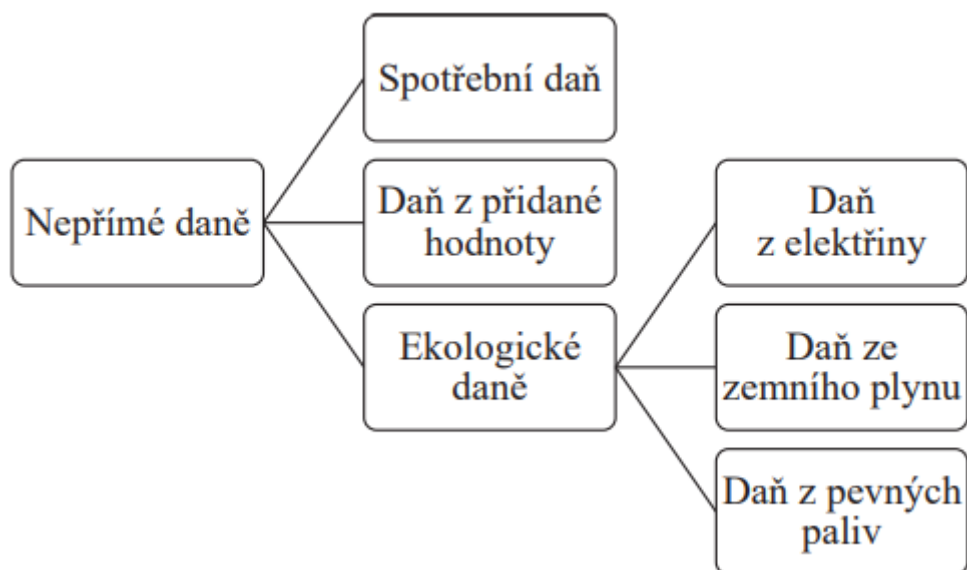 Nepřímé daně
Spotřební daň
Daň z přidané
hodnoty
Ekologické
daně
Daň
z elektřiny
Daň ze
zemního plynu
Daň z pevných
paliv